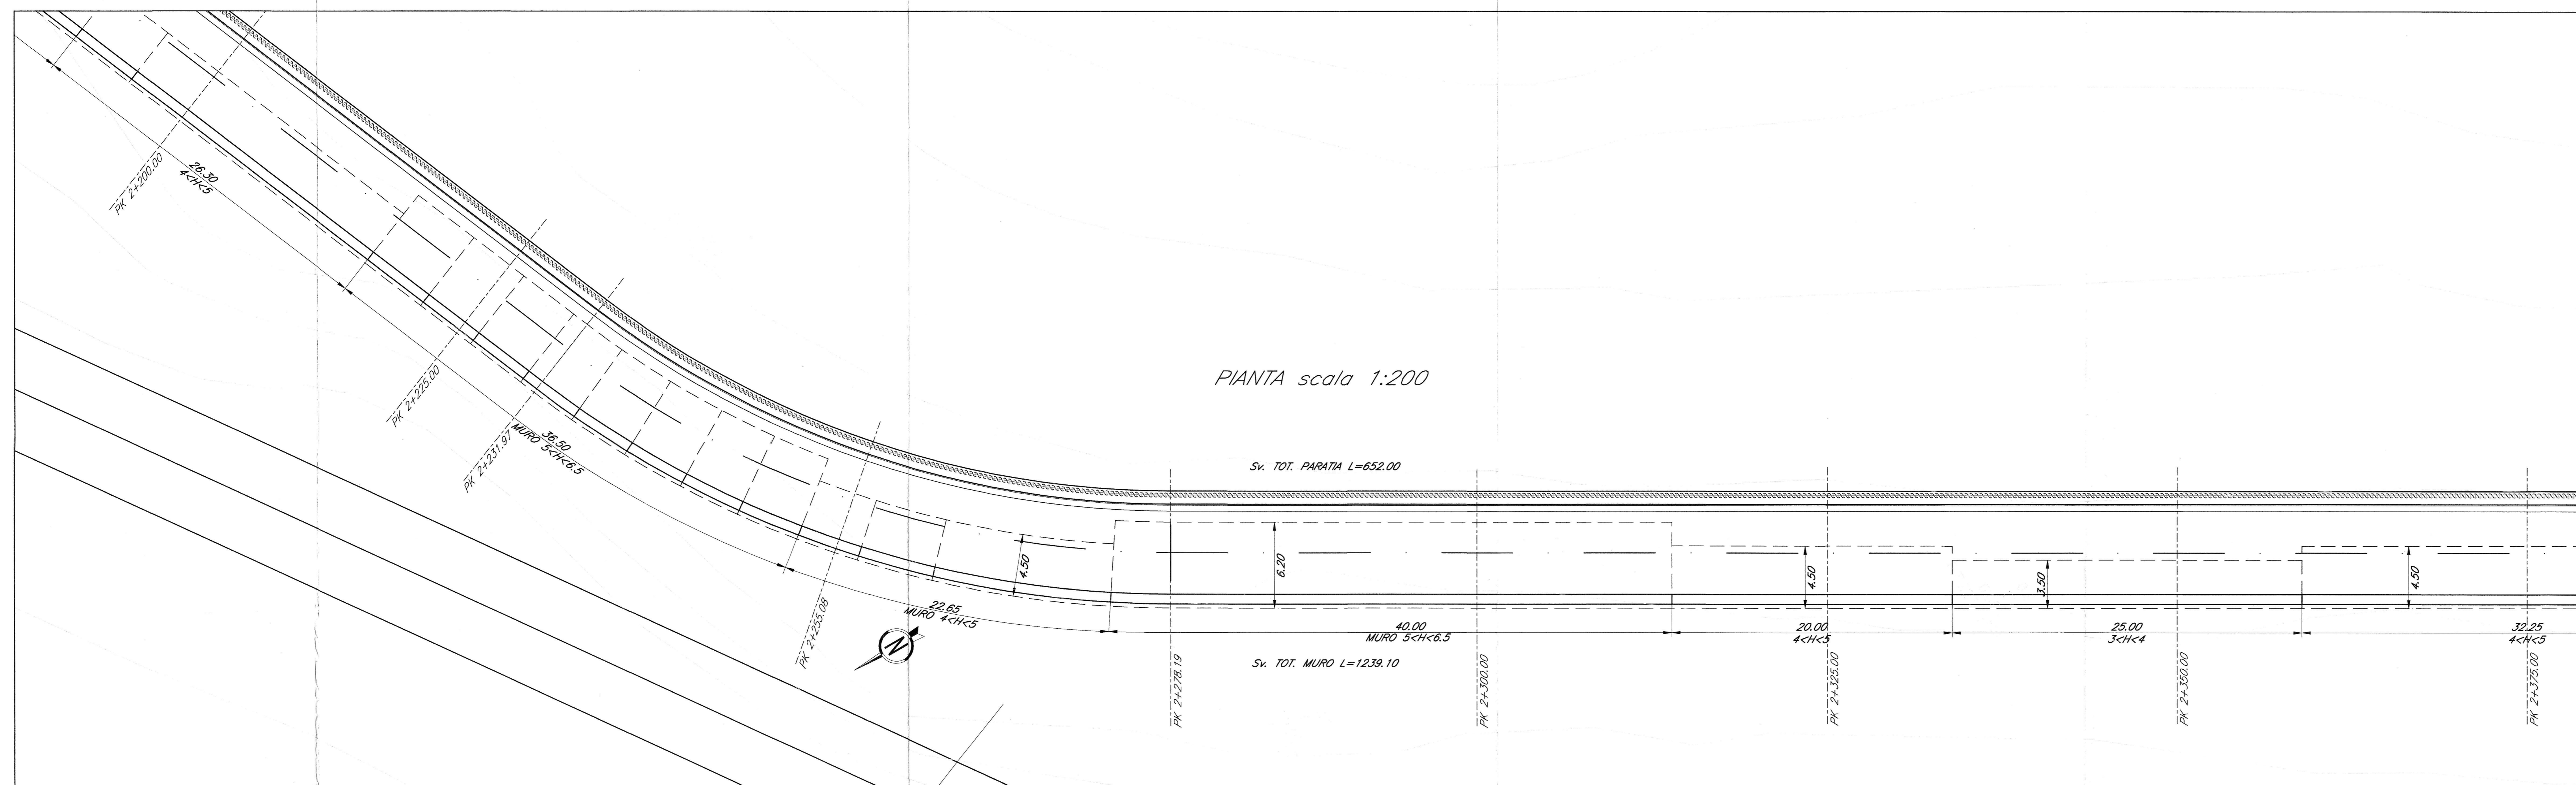 PK 2+200.00
26.30
4<H<5
PK 2+225.00
PK 2+231.97
36.50
MURO 5<H<6.5
PIANTA scala 1:200
Sv. TOT. PARATIA L=652.00
PK 2+255.08
22.65
MURO 4<H<5
4.50
N
6.20
40.00
MURO 5<H<6.5
Sv. TOT. MURO L=1239.10
PK 2+278.19
PK 2+300.00
4.50
20.00
4<H<5
PK 2+325.00
3.50
25.00
3<H<4
PK 2+350.00
4.50
32.25
4<H<5
PK 2+375.00